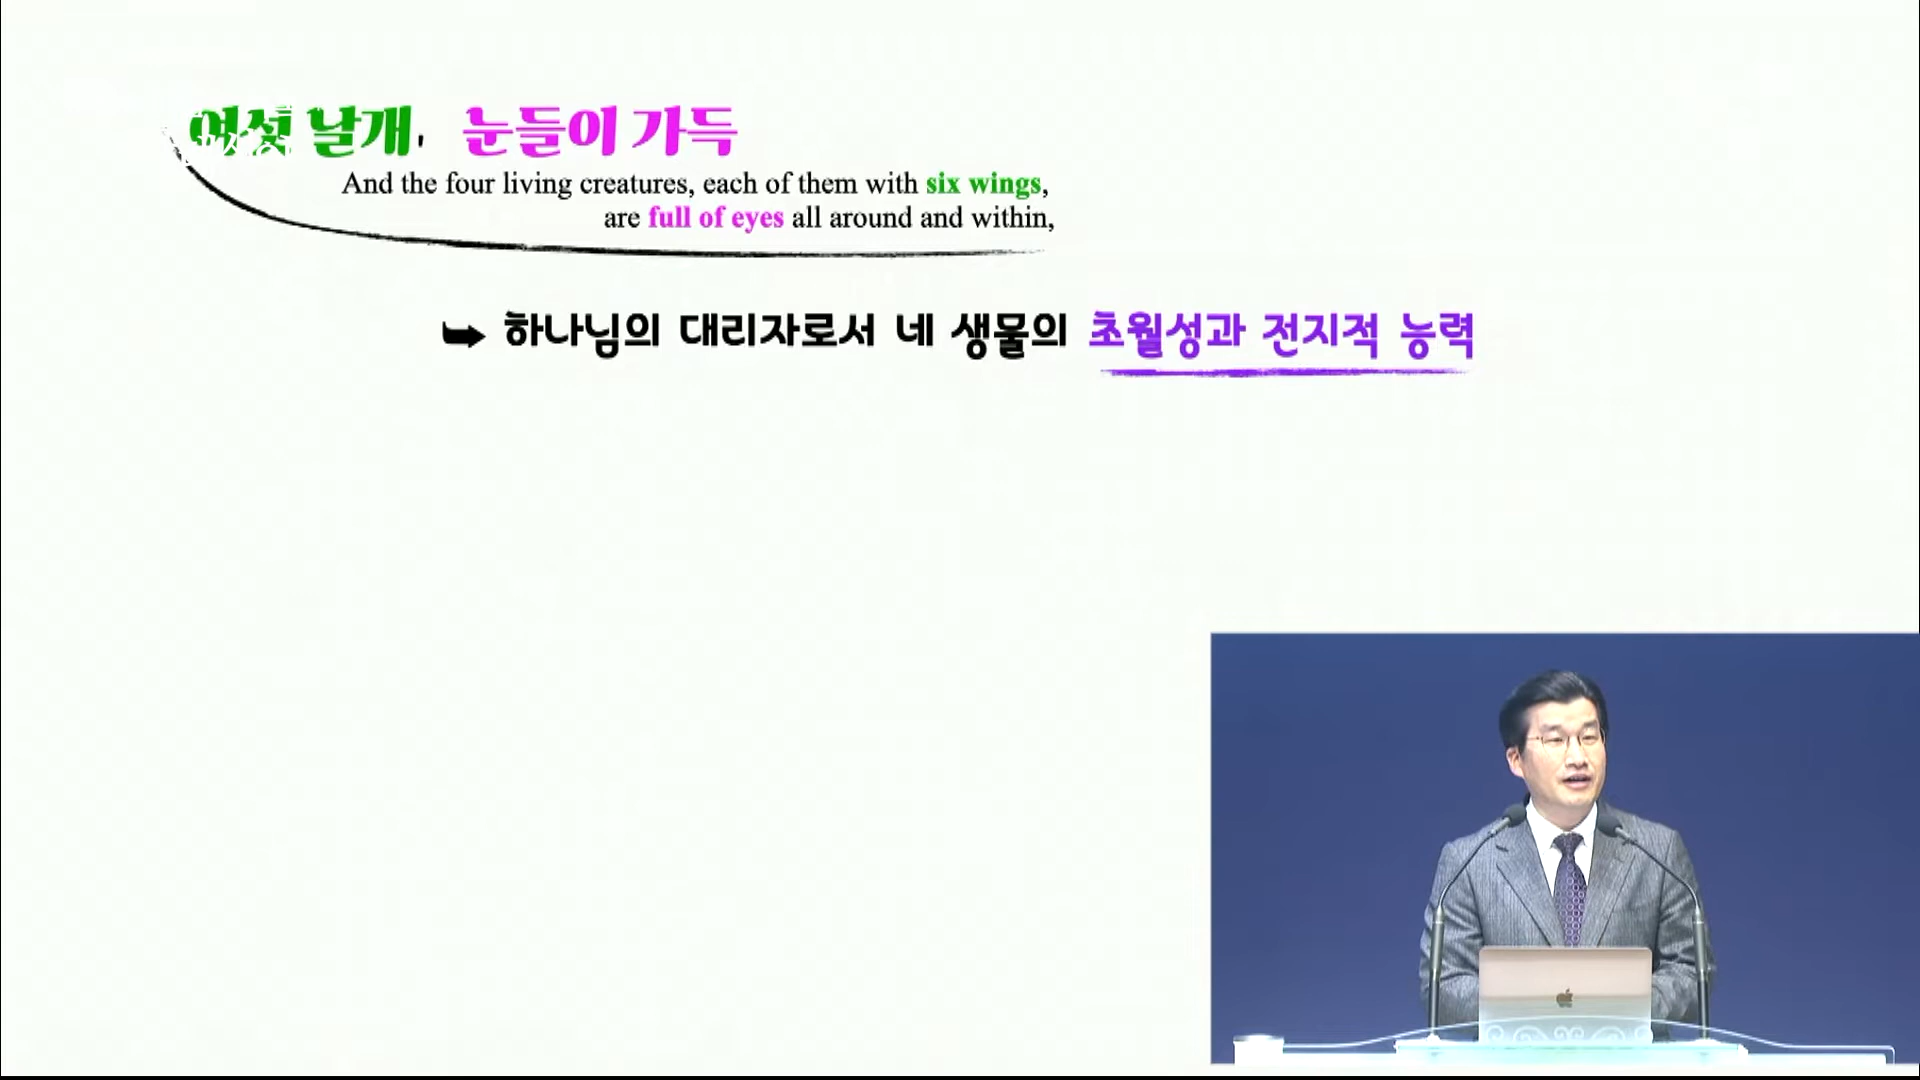 여섯 날개, 눈들이 가득
And the four living creatures, each of them with six wings,
are full of eyes all around and within,
하나님의 대리자로서 네 생물의 초월성과 전지적 능력